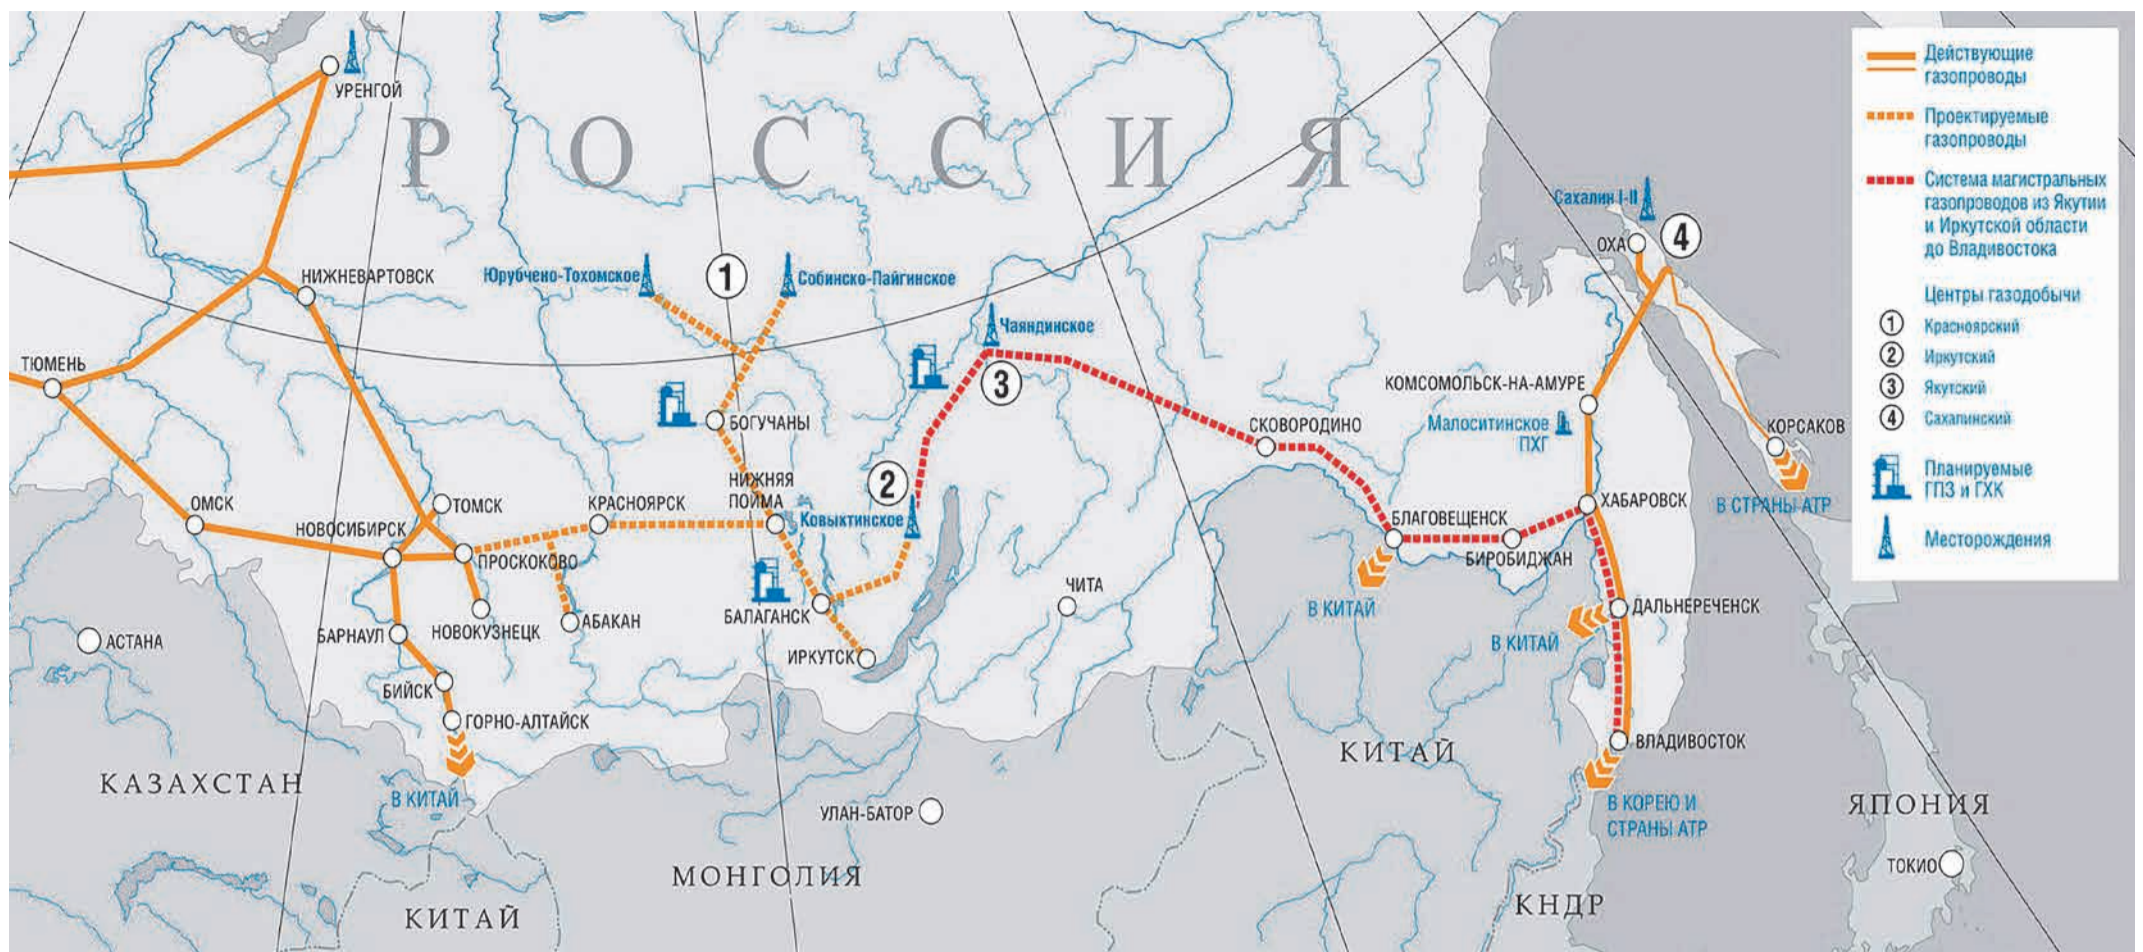 РОССИЯ
УРЕНГОЙ
НИЖНЕВАРТОВСК
ТЮМЕНЬ
ОМСК
НОВОСИБИРСК
ТОМСК
ПРОСКОКОВО
КРАСНОЯРСК
БАРНАУЛ
НОВОКУЗНЕЦК
АБАКАН
БИЙСК
ГОРНО-АЛТАЙСК
В КИТАЙ
АСТАНА
КАЗАХСТАН
КИТАЙ
Юрубчено-Тохомское
1
Собинско-Пайгинское
БОГУЧАНЫ
НИЖНЯЯ
ПОЙМА
2
Ковыктинское
БАЛАГАНСК
ИРКУТСК
Чаяндинское
3
ЧИТА
УЛАН-БАТОР
МОНГОЛИЯ
СКОВОРОДИНО
БЛАГОВЕЩЕНСК
БИРОБИДЖАН
В КИТАЙ
Сахалин I-II
ОХА
4
КОМСОМОЛЬСК-НА-АМУРЕ
Малоситинское
ПХГ
ХАБАРОВСК
КОРСАКОВ
В СТРАНЫ АТР
ДАЛЬНЕРЕЧЕНСК
В КИТАЙ
ВЛАДИВОСТОК
В КОРЕЮ И
СТРАНЫ АТР
КИТАЙ
КНДР
ЯПОНИЯ
ТОКИО
Действующие
газопроводы
Проектируемые
газопроводы
Система магистральных
газопроводов из Якутии
и Иркутской области
до Владивостока
Центры газодобычи
1 Красноярский
2 Иркутский
3 Якутский
4 Сахалинский
Планируемые
ГПЗ и ГХК
Месторождения